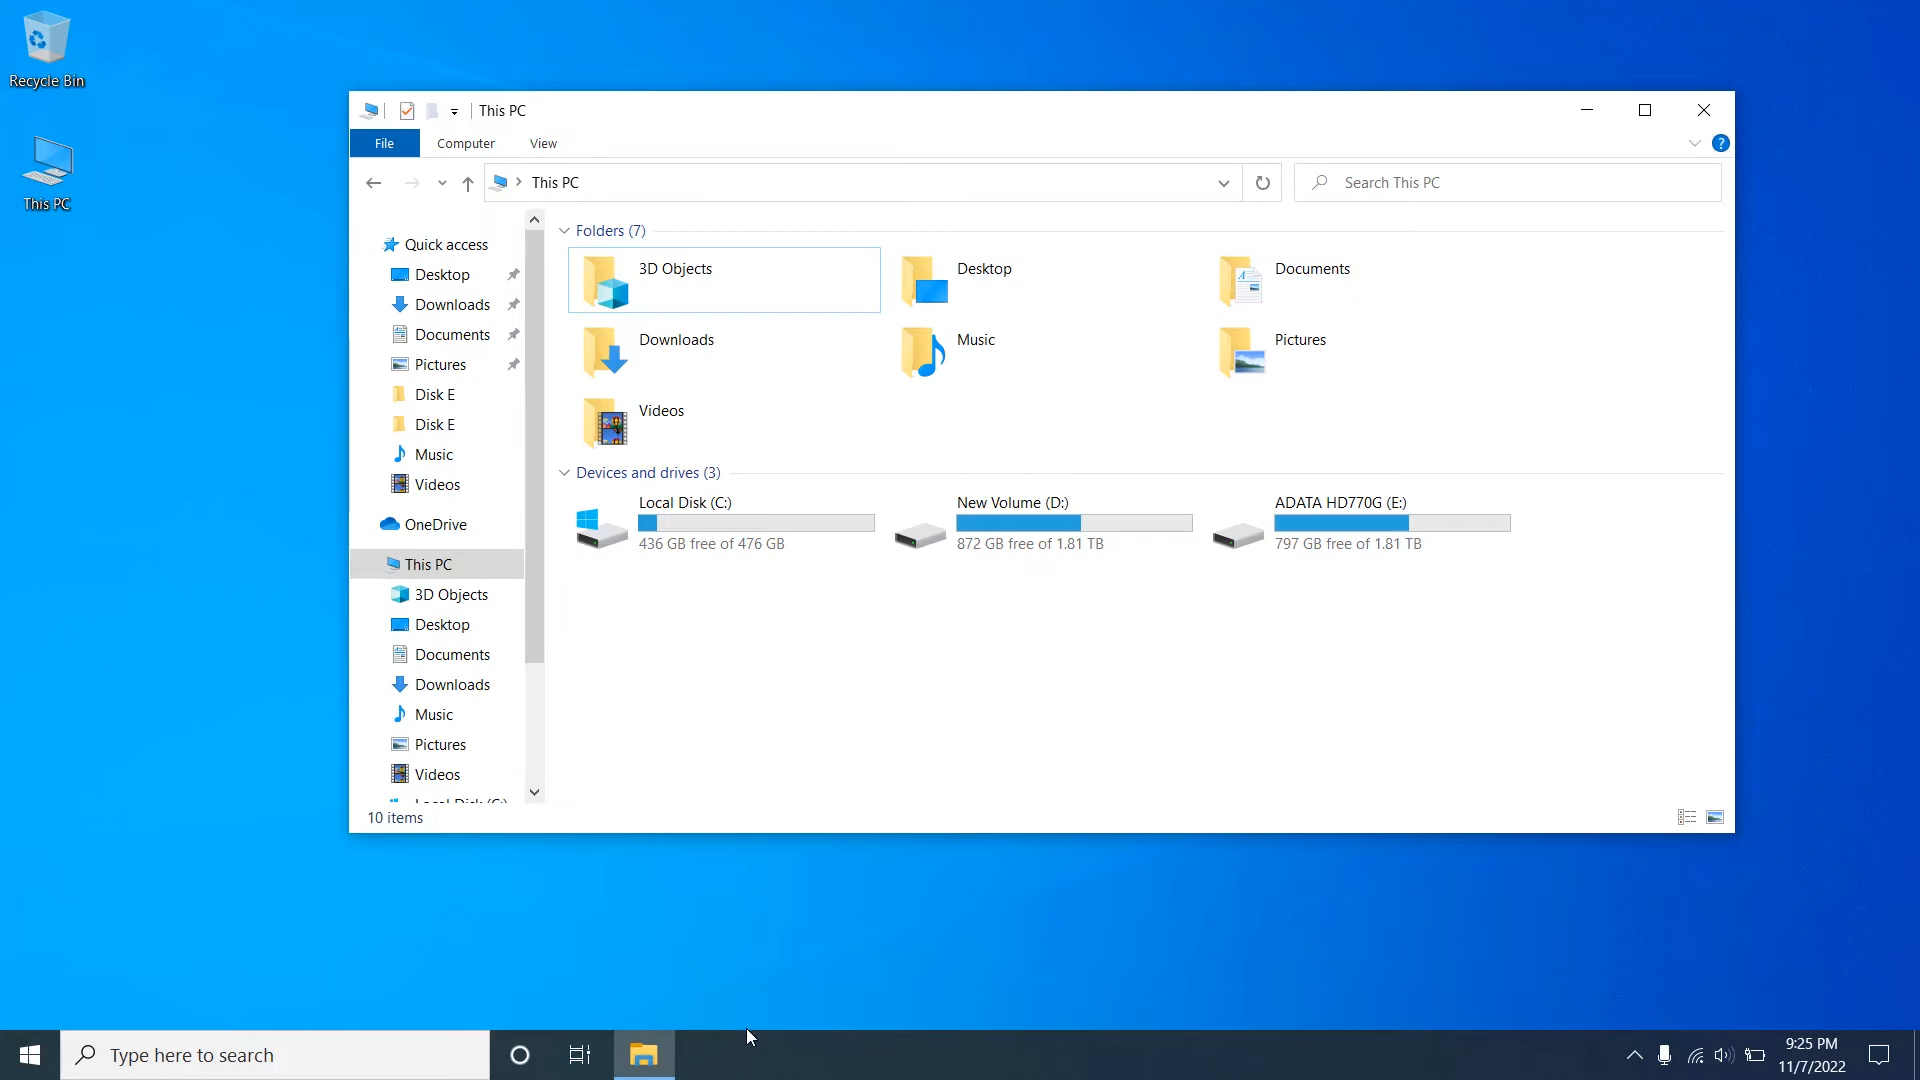 Recycle Bin
This PC
This PC
File Computer View
This PC
Search This PC
Quick access
Desktop
Downloads
Documents
Pictures
Disk E
Disk E
Music
Videos
OneDrive
This PC
3D Objects
Desktop
Documents
Downloads
Music
Pictures
Videos
Local Disk (C:)
Folders (7)
3D Objects Desktop Documents
Downloads Music Pictures
Videos
Devices and drives (3)
Local Disk (C:) New Volume (D:) ADATA HD770G (E:)
436 GB free of 476 GB 872 GB free of 1.81 TB 797 GB free of 1.81 TB
10 items
Type here to search
9:25 PM
11/7/2022